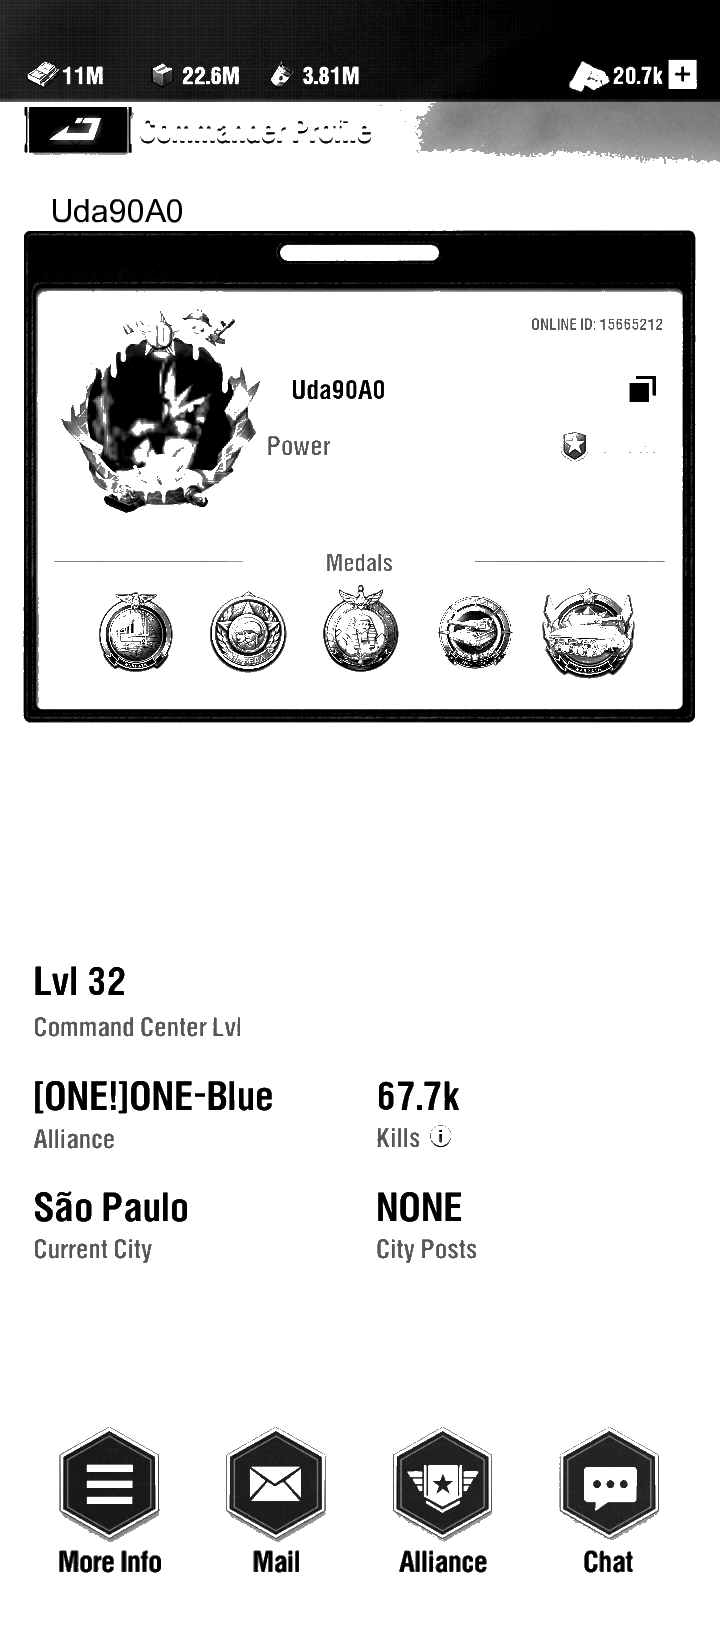 11M 22.6M 3.81M 20.7k
Commander Profile
Uda90A0
ONLINE ID: 15665212
Uda90A0
Power
Medals
Lvl 32
Command Center Lvl
[ONE!]ONE-Blue 67.7k
Alliance Kills
São Paulo NONE
Current City City Posts
More Info Mail Alliance Chat